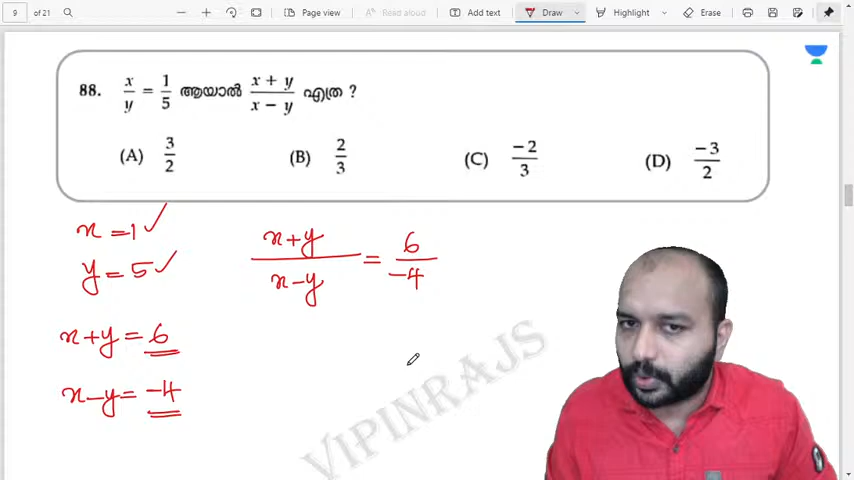 9 of 21
Page view
Read aloud
Add text
Draw
Highlight
Erase
88. x/y = 1/5 ആയാൽ (x + y)/(x − y) എത്ര ?
(A) 3/2 (B) 2/3 (C) −2/3 (D) −3/2
x = 1 ✓
y = 5 ✓
(x+y)/(x−y) = 6/−4
x+y = 6
x−y = −4
VIPINRAJS